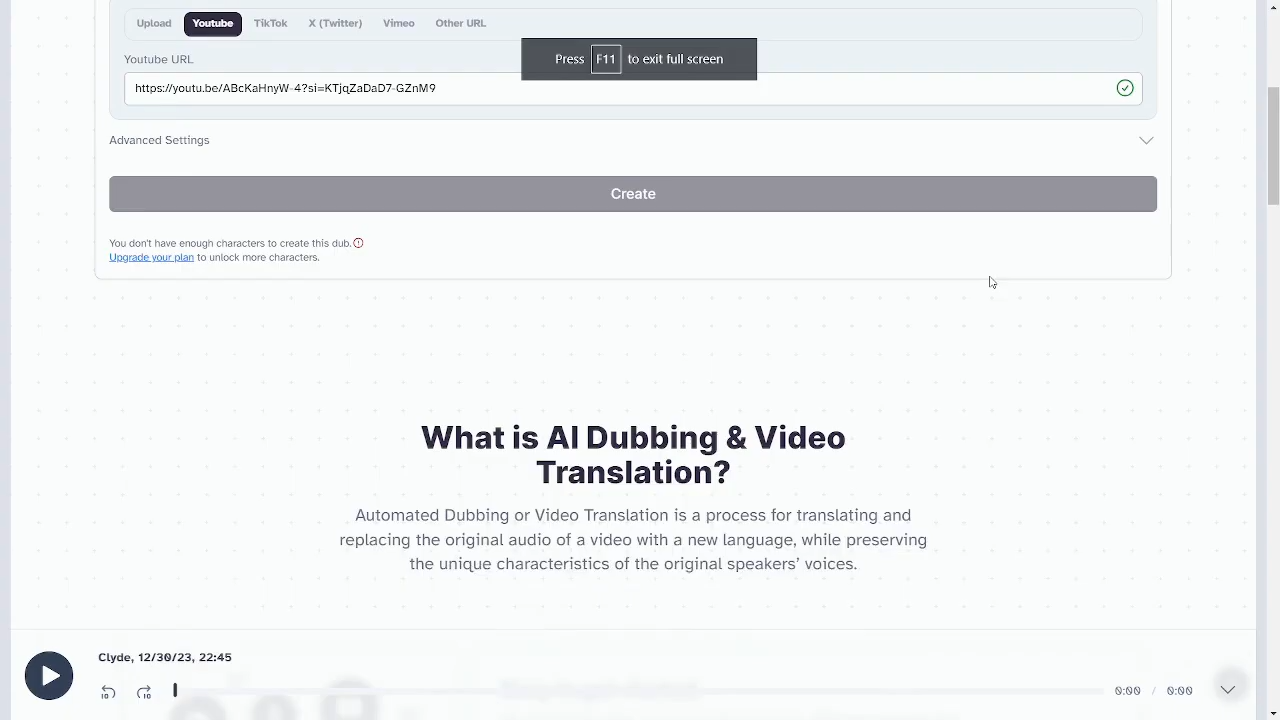 Upload Youtube TikTok X (Twitter) Vimeo Other URL
Press F11 to exit full screen
Youtube URL
https://youtu.be/ABcKaHnyW-4?si=KTjqZaDaD7-GZnM9
Advanced Settings
Create
You don't have enough characters to create this dub.
Upgrade your plan to unlock more characters.
What is AI Dubbing & Video
Translation?
Automated Dubbing or Video Translation is a process for translating and
replacing the original audio of a video with a new language, while preserving
the unique characteristics of the original speakers' voices.
Clyde, 12/30/23, 22:45
10 10 0:00 / 0:00